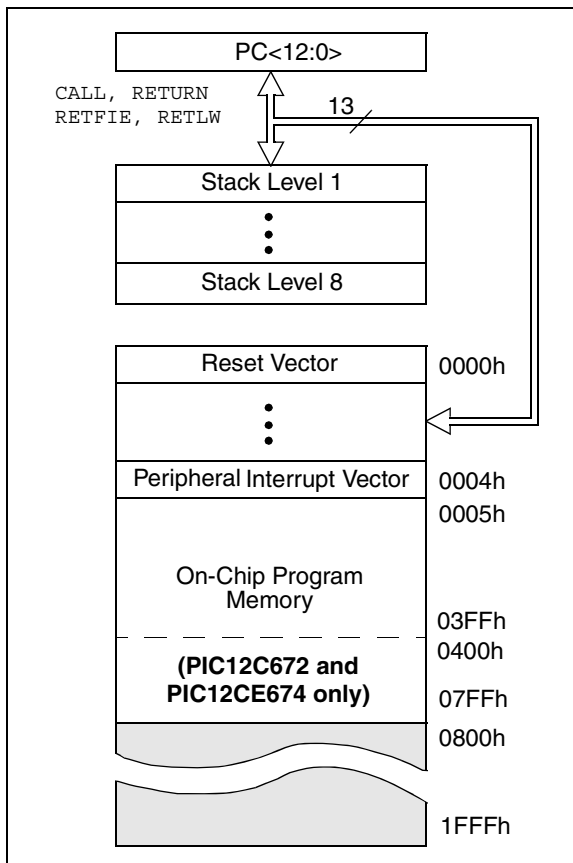 PC<12:0>
CALL, RETURN
RETFIE, RETLW
13
Stack Level 1
Stack Level 8
Reset Vector
0000h
Peripheral Interrupt Vector
0004h
0005h
On-Chip Program
Memory
03FFh
0400h
(PIC12C672 and
PIC12CE674 only)
07FFh
0800h
1FFFh